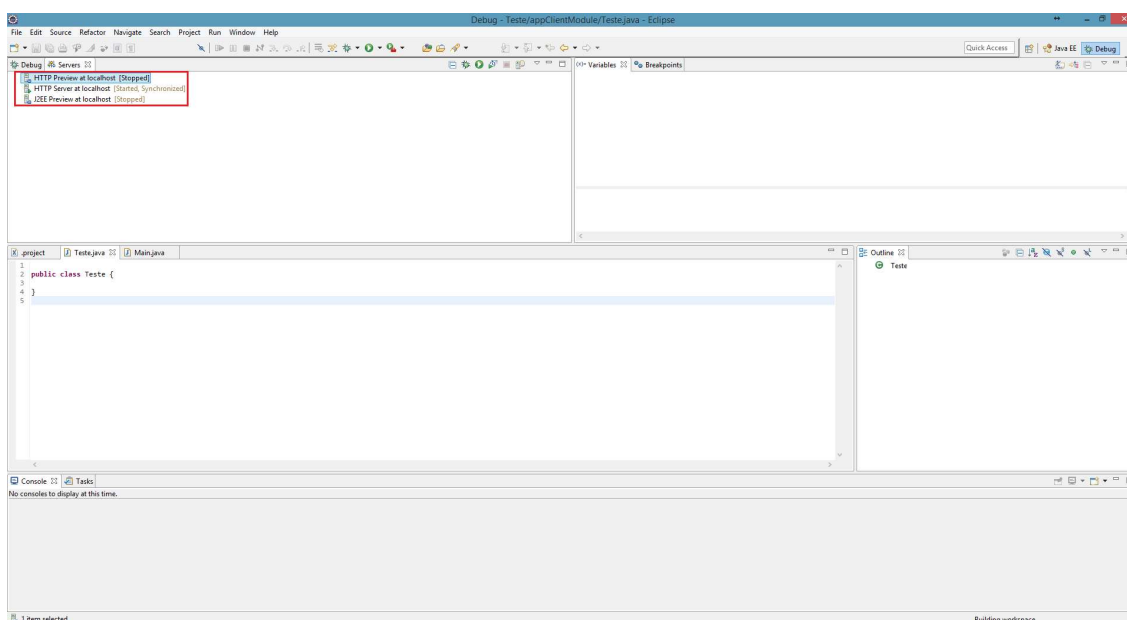 Debug - Teste/appClientModule/Teste.java - Eclipse
File Edit Source Refactor Navigate Search Project Run Window Help
Quick Access Java EE Debug
Debug Servers
HTTP Preview at localhost [Stopped]
HTTP Server at localhost [Started, Synchronized]
J2EE Preview at localhost [Stopped]
(x)= Variables Breakpoints
.project Teste.java Main.java
1
2 public class Teste {
3
4 }
5
Outline
Teste
Console Tasks
No consoles to display at this time.
1 item selected
Building workspace